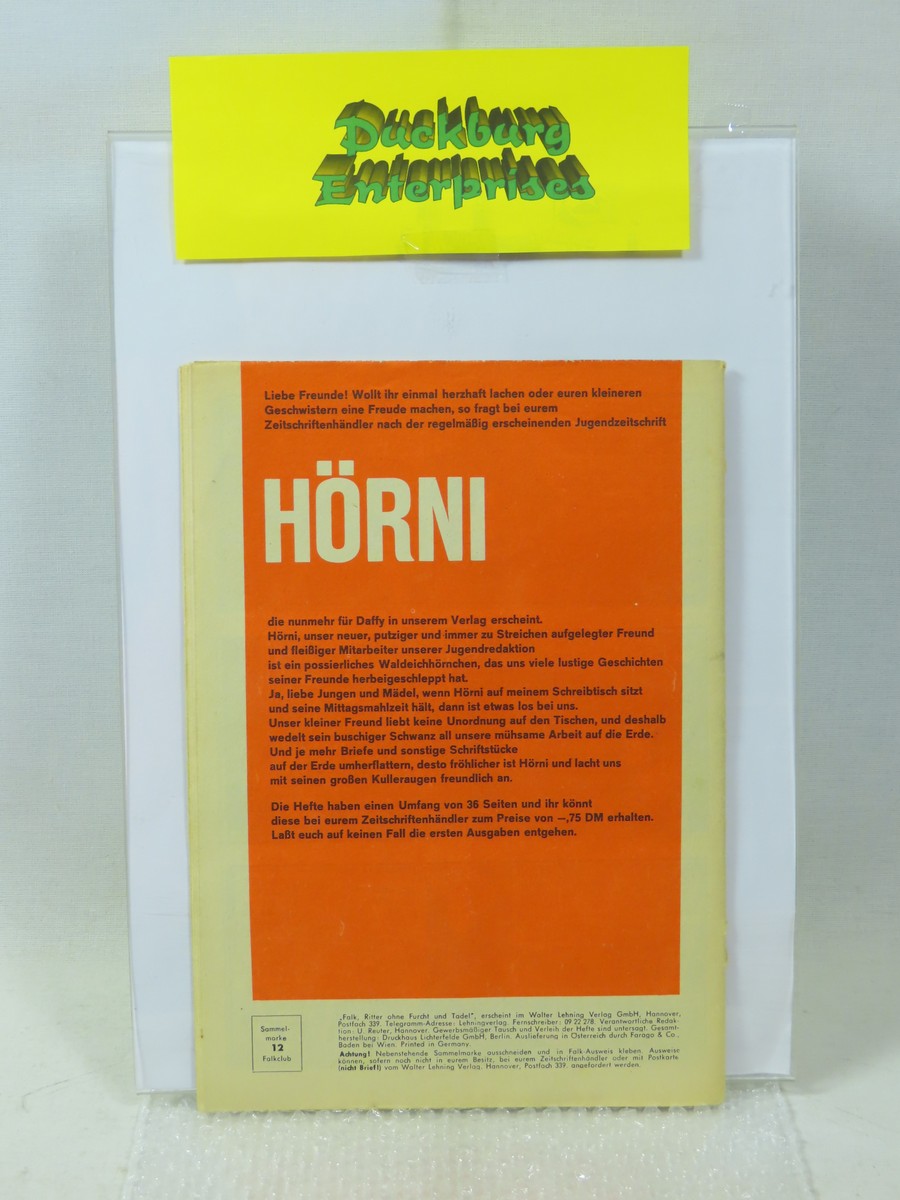 Duckburg
Enterprises
Liebe Freunde! Wollt ihr einmal herzhaft lachen oder euren kleineren
Geschwistern eine Freude machen, so fragt bei eurem
Zeitschriftenhändler nach der regelmäßig erscheinenden Jugendzeitschrift
HÖRNI
die nunmehr für Daffy in unserem Verlag erscheint.
Hörni, unser neuer, putziger und immer zu Streichen aufgelegter Freund
und fleißiger Mitarbeiter unserer Jugendredaktion
ist ein possierliches Waldeichhörnchen, das uns viele lustige Geschichten
seiner Freunde herbeigeschleppt hat.
Ja, liebe Jungen und Mädel, wenn Hörni auf meinem Schreibtisch sitzt
und seine Mittagsmahlzeit hält, dann ist etwas los bei uns.
Unser kleiner Freund liebt keine Unordnung auf den Tischen, und deshalb
wedelt sein buschiger Schwanz all unsere mühsame Arbeit auf die Erde.
Und je mehr Briefe und sonstige Schriftstücke
auf der Erde umherflattern, desto fröhlicher ist Hörni und lacht uns
mit seinen großen Kulleraugen freundlich an.
Die Hefte haben einen Umfang von 36 Seiten und ihr könnt
diese bei eurem Zeitschriftenhändler zum Preise von —,75 DM erhalten.
Laßt euch auf keinen Fall die ersten Ausgaben entgehen.
Sammel-
marke
12
Falkclub
„Falk, Ritter ohne Furcht und Tadel", erscheint im Walter Lehning Verlag GmbH, Hannover,
Postfach 339. Telegramm-Adresse: Lehningverlag. Fernschreiber: 09 22 278. Verantwortliche Redak-
tion: U. Reuter, Hannover. Gewerbsmäßiger Tausch und Verleih der Hefte sind untersagt. Gesamt-
herstellung: Druckhaus Lichterfelde GmbH, Berlin. Auslieferung in Österreich durch Farago & Co.,
Baden bei Wien. Printed in Germany.
Achtung! Nebenstehende Sammelmarke ausschneiden und in Falk-Ausweis kleben. Ausweise
können, sofern noch nicht in eurem Besitz, bei eurem Zeitschriftenhändler oder mit Postkarte
(nicht Brief!) vom Walter Lehning Verlag, Hannover, Postfach 339, angefordert werden.